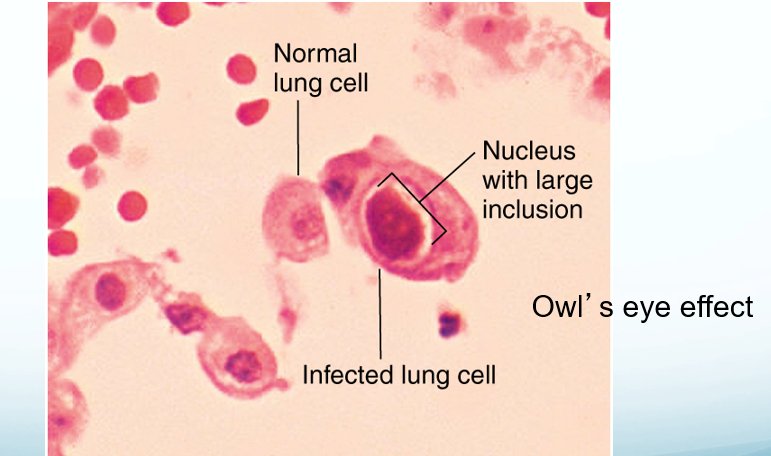 Normal
lung cell
Nucleus
with large
inclusion
Owl’s eye effect
Infected lung cell